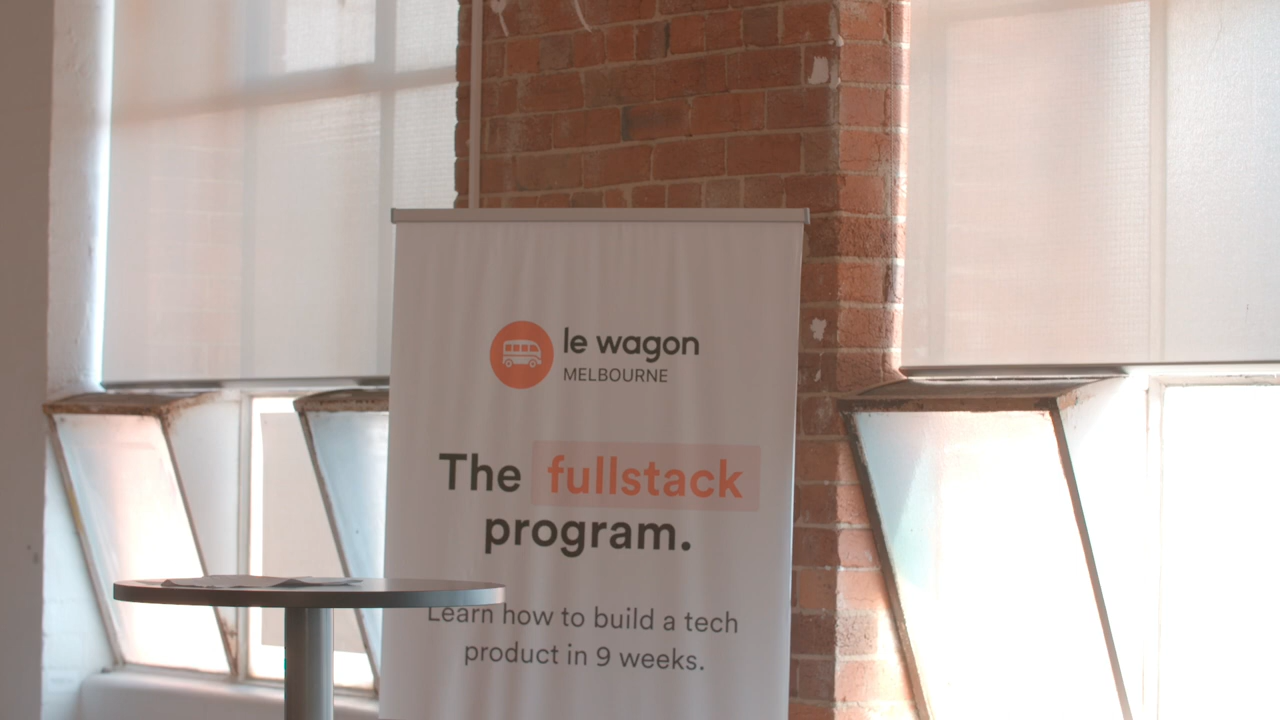 le wagon
MELBOURNE
The fullstack
program.
Learn how to build a tech
product in 9 weeks.